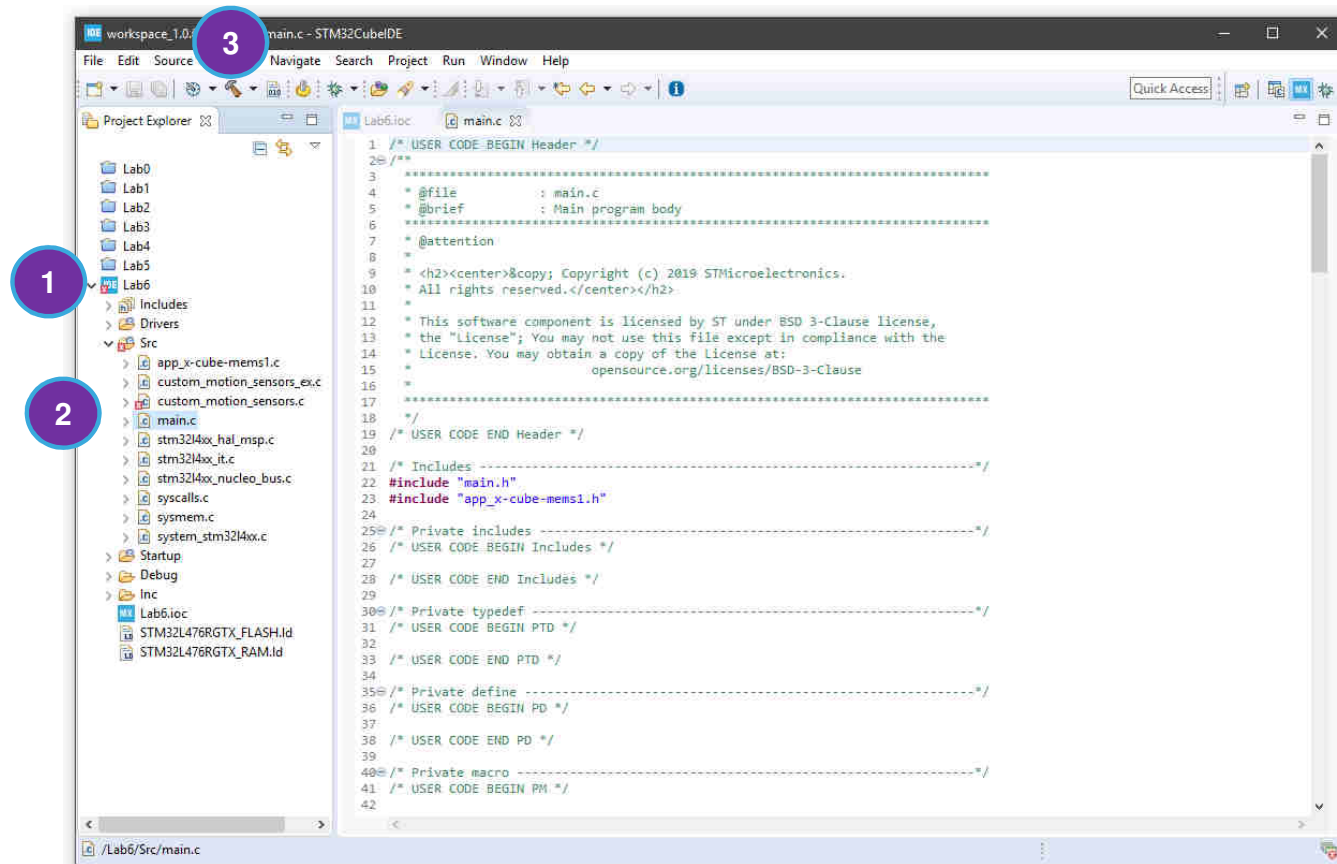 IDE workspace_1.0. main.c - STM32CubeIDE
3
File Edit Source Navigate Search Project Run Window Help
Quick Access
MX
Project Explorer
MX Lab6.ioc
main.c
Lab0
Lab1
Lab2
Lab3
Lab4
Lab5
1
Lab6
Includes
Drivers
Src
app_x-cube-mems1.c
custom_motion_sensors_ex.c
custom_motion_sensors.c
2
main.c
stm32l4xx_hal_msp.c
stm32l4xx_it.c
stm32l4xx_nucleo_bus.c
syscalls.c
sysmem.c
system_stm32l4xx.c
Startup
Debug
Inc
MX Lab6.ioc
STM32L476RGTX_FLASH.ld
STM32L476RGTX_RAM.ld
1 /* USER CODE BEGIN Header */
2 /**
3 ******************************************************************************
4 * @file : main.c
5 * @brief : Main program body
6 ******************************************************************************
7 * @attention
8 *
9 * <h2><center>&copy; Copyright (c) 2019 STMicroelectronics.
10 * All rights reserved.</center></h2>
11 *
12 * This software component is licensed by ST under BSD 3-Clause license,
13 * the "License"; You may not use this file except in compliance with the
14 * License. You may obtain a copy of the License at:
15 * opensource.org/licenses/BSD-3-Clause
16 *
17 ******************************************************************************
18 */
19 /* USER CODE END Header */
20
21 /* Includes ------------------------------------------------------------------*/
22 #include "main.h"
23 #include "app_x-cube-mems1.h"
24
25 /* Private includes ----------------------------------------------------------*/
26 /* USER CODE BEGIN Includes */
27
28 /* USER CODE END Includes */
29
30 /* Private typedef -----------------------------------------------------------*/
31 /* USER CODE BEGIN PTD */
32
33 /* USER CODE END PTD */
34
35 /* Private define ------------------------------------------------------------*/
36 /* USER CODE BEGIN PD */
37
38 /* USER CODE END PD */
39
40 /* Private macro -------------------------------------------------------------*/
41 /* USER CODE BEGIN PM */
42
/Lab6/Src/main.c